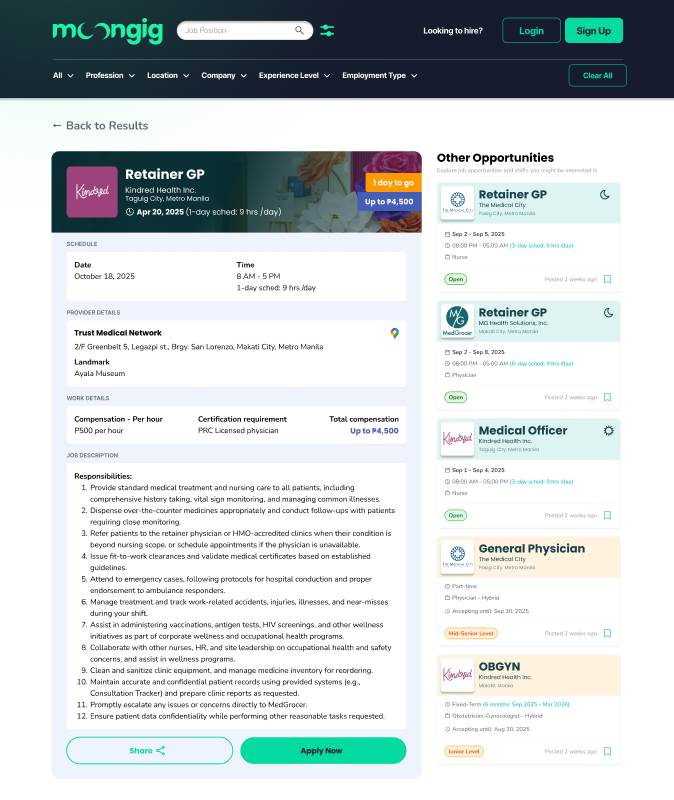 moongig
Job Position
Looking to hire?
Login
Sign Up
All
Profession
Location
Company
Experience Level
Employment Type
Clear All
← Back to Results
Kindred
Retainer GP
Kindred Health Inc.
Taguig City, Metro Manila
Apr 20, 2025 (1-day sched: 9 hrs /day)
1 day to go
Up to ₱4,500
SCHEDULE
Date
October 18, 2025
Time
8 AM - 5 PM
1-day sched: 9 hrs /day
PROVIDER DETAILS
Trust Medical Network
2/F Greenbelt 5, Legazpi st., Brgy. San Lorenzo, Makati City, Metro Manila
Landmark
Ayala Museum
WORK DETAILS
Compensation - Per hour
₱500 per hour
Certification requirement
PRC Licensed physician
Total compensation
Up to ₱4,500
JOB DESCRIPTION
Responsibilities:
1. Provide standard medical treatment and nursing care to all patients, including
comprehensive history taking, vital sign monitoring, and managing common illnesses.
2. Dispense over-the-counter medicines appropriately and conduct follow-ups with patients
requiring close monitoring.
3. Refer patients to the retainer physician or HMO-accredited clinics when their condition is
beyond nursing scope, or schedule appointments if the physician is unavailable.
4. Issue fit-to-work clearances and validate medical certificates based on established
guidelines.
5. Attend to emergency cases, following protocols for hospital conduction and proper
endorsement to ambulance responders.
6. Manage treatment and track work-related accidents, injuries, illnesses, and near-misses
during your shift.
7. Assist in administering vaccinations, antigen tests, HIV screenings, and other wellness
initiatives as part of corporate wellness and occupational health programs.
8. Collaborate with other nurses, HR, and site leadership on occupational health and safety
concerns, and assist in wellness programs.
9. Clean and sanitize clinic equipment, and manage medicine inventory for reordering.
10. Maintain accurate and confidential patient records using provided systems (e.g.,
Consultation Tracker) and prepare clinic reports as requested.
11. Promptly escalate any issues or concerns directly to MedGrocer.
12. Ensure patient data confidentiality while performing other reasonable tasks requested.
Share
Apply Now
Other Opportunities
Explore job opportunities and shifts you might be interested in
THE MEDICAL CITY
Retainer GP
The Medical City
Pasig City, Metro Manila
Sep 2 - Sep 5, 2025
08:00 PM - 05:00 AM (3-day sched: 9 hrs /day)
Nurse
Open
Posted 2 weeks ago
M/G
MedGrocer
Retainer GP
MG Health Solutions, Inc.
Makati City, Metro Manila
Sep 2 - Sep 8, 2025
08:00 PM - 05:00 AM (6-day sched: 9 hrs /day)
Physician
Open
Posted 2 weeks ago
Kindred
Medical Officer
Kindred Health Inc.
Taguig City, Metro Manila
Sep 1 - Sep 4, 2025
08:00 AM - 05:00 PM (3-day sched: 9 hrs /day)
Nurse
Open
Posted 2 weeks ago
THE MEDICAL CITY
General Physician
The Medical City
Pasig City, Metro Manila
Part-time
Physician - Hybrid
Accepting until: Sep 30, 2025
Mid-Senior Level
Posted 2 weeks ago
Kindred
OBGYN
Kindred Health Inc.
Makati, Manila
Fixed-Term (6 months: Sep 2025 - Mar 2026)
Obstetrician-Gynecologist - Hybrid
Accepting until: Aug 30, 2025
Junior Level
Posted 2 weeks ago